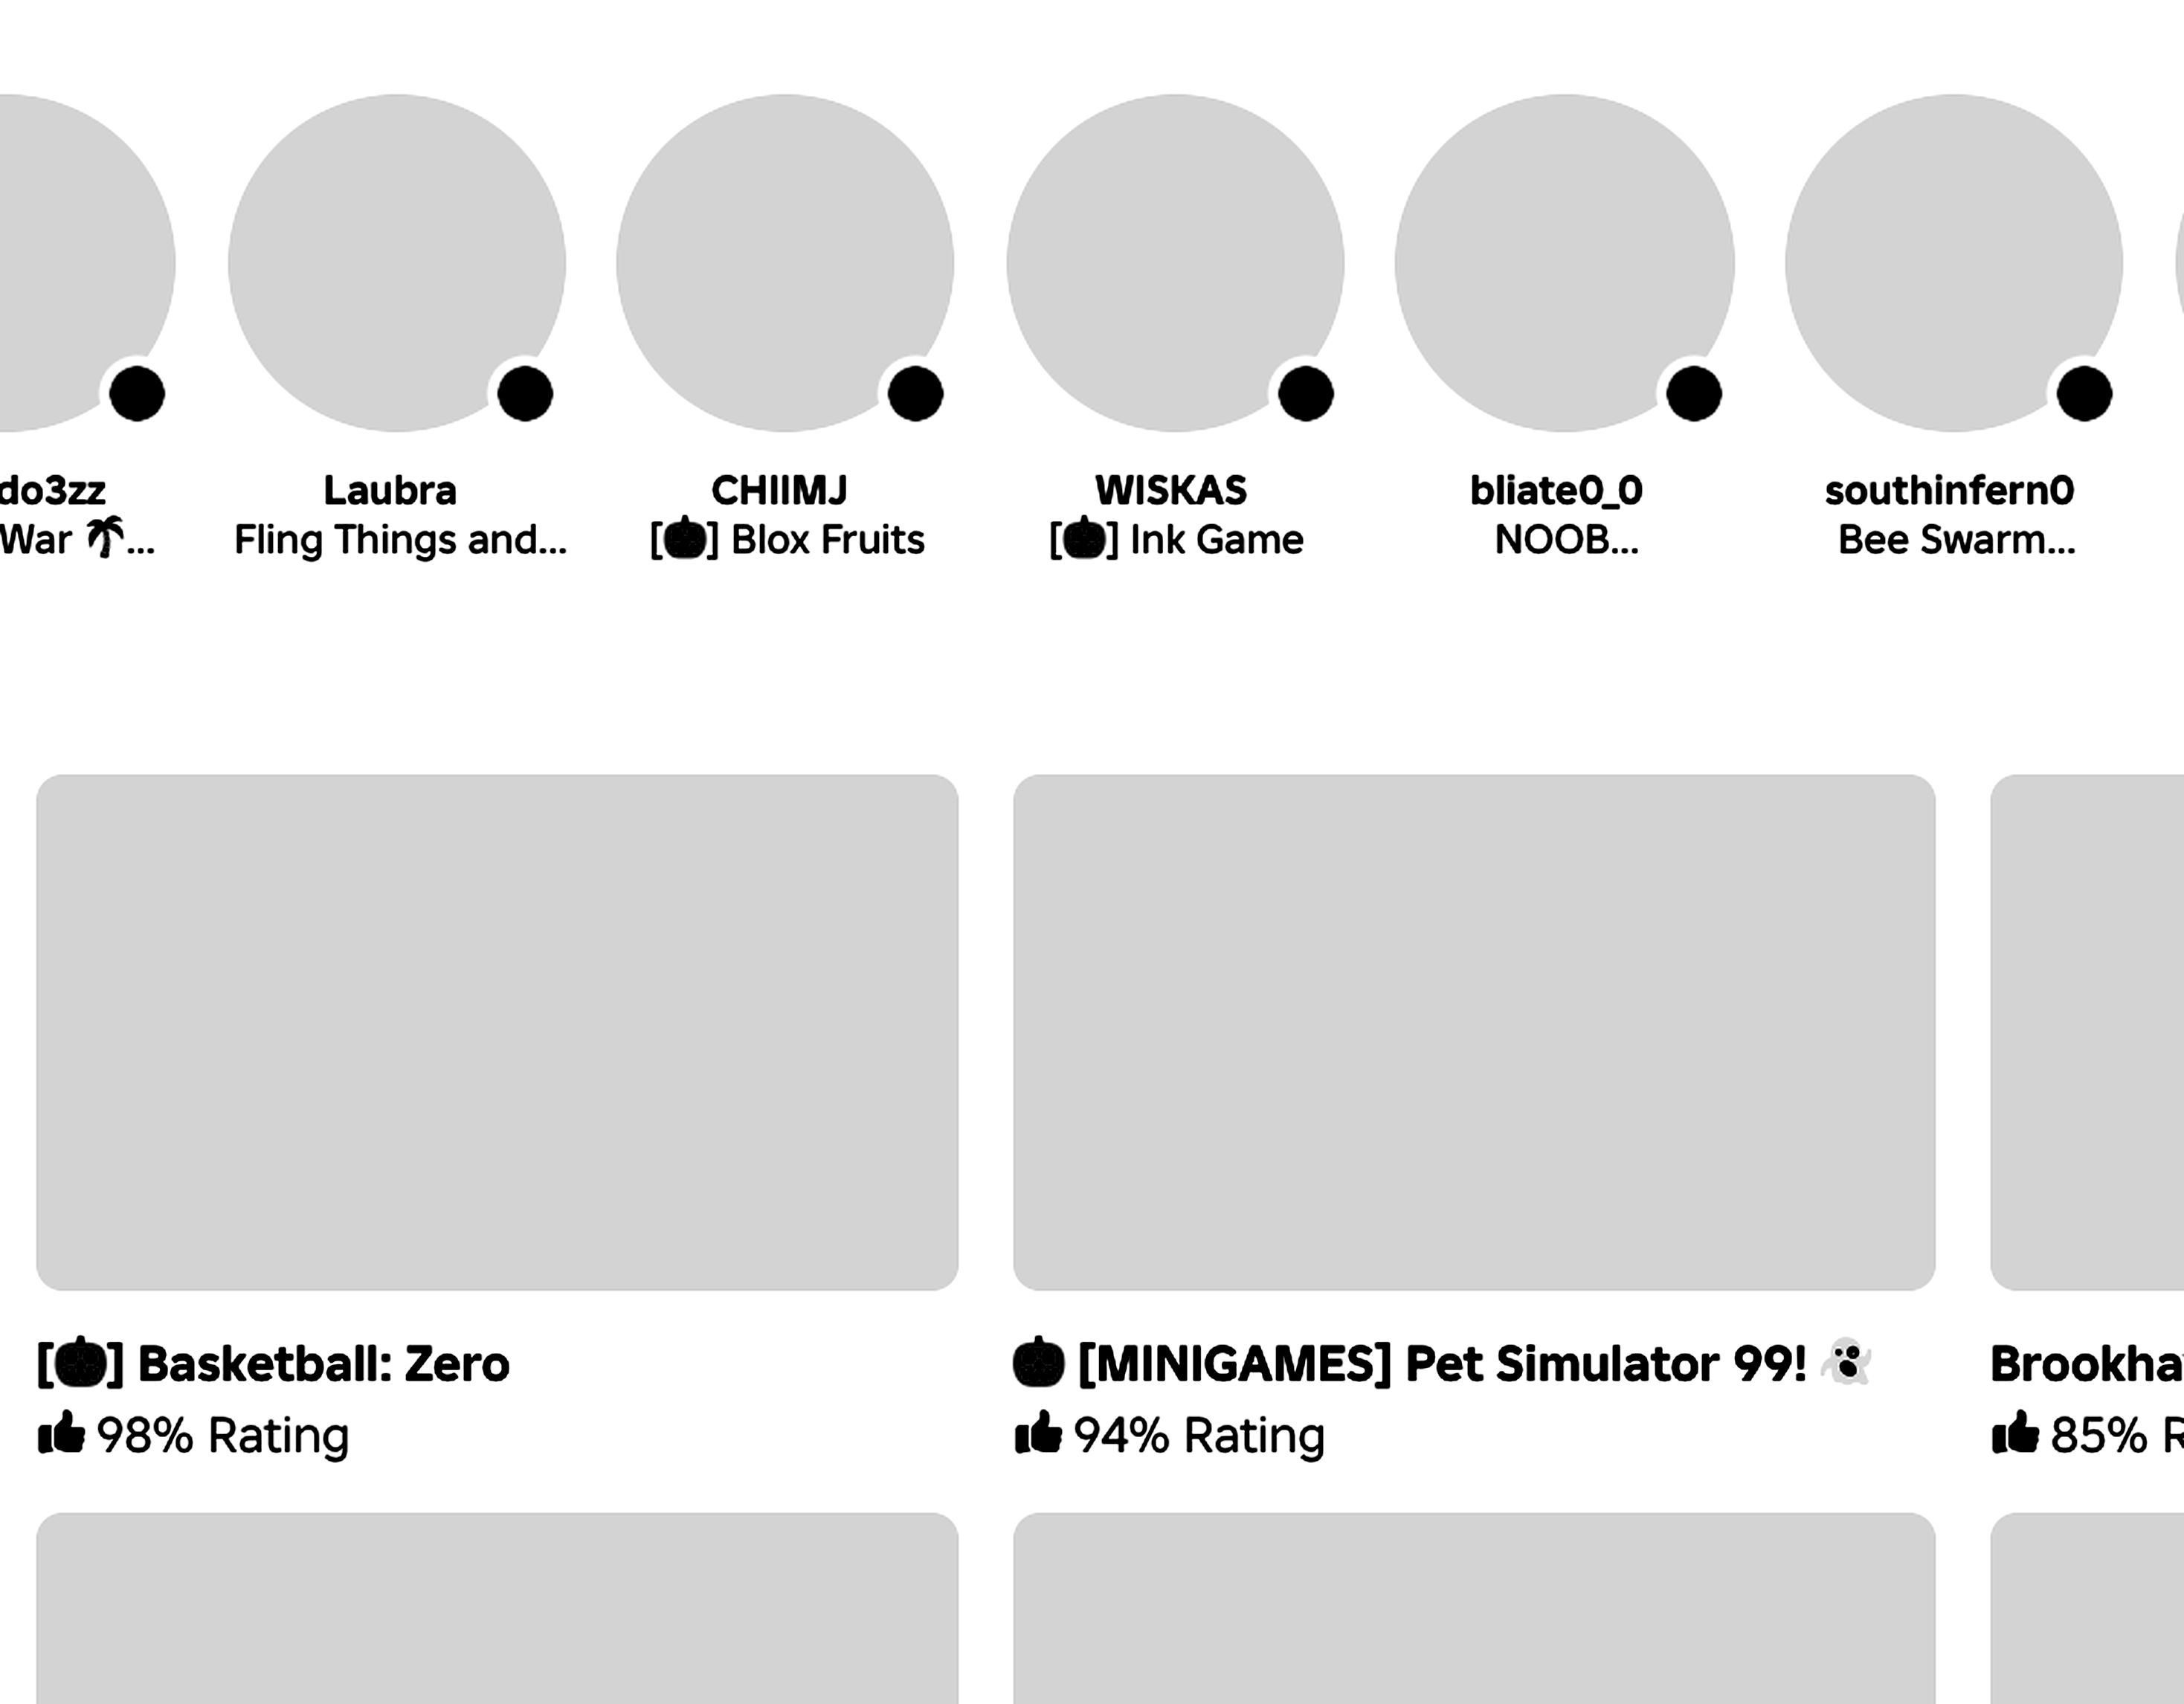 do3zz
War 🌴...
Laubra
Fling Things and...
CHIIMJ
[🎃] Blox Fruits
WISKAS
[🎃] Ink Game
bliate0_0
NOOB...
southinfern0
Bee Swarm...
[🎃] Basketball: Zero
👍 98% Rating
🎃 [MINIGAMES] Pet Simulator 99! 👻
👍 94% Rating
Brookha
👍 85% R